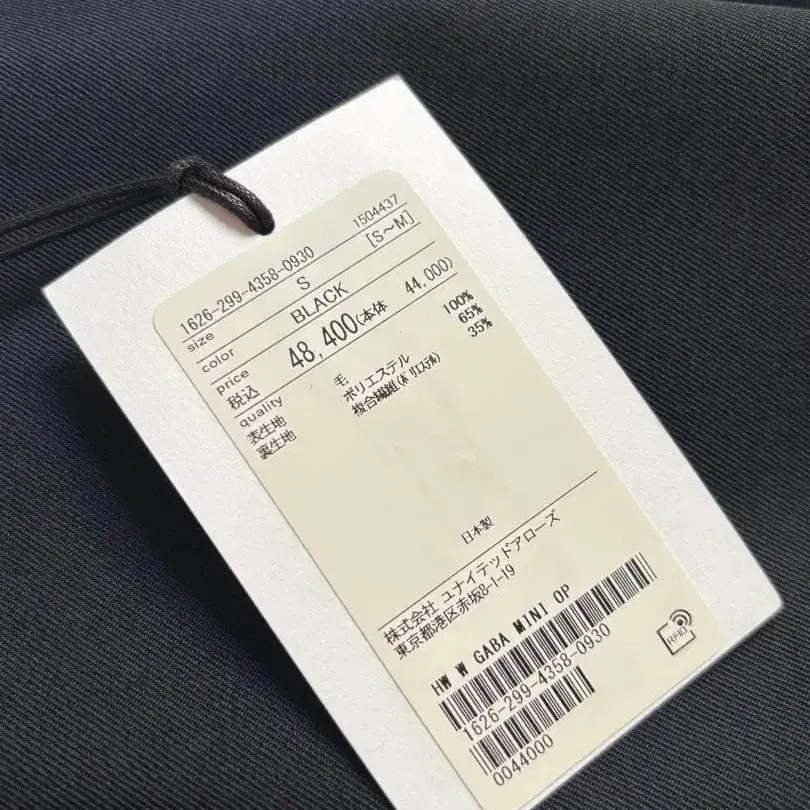 1626-299-4358-0930 1504437
size S [S~M]
color BLACK
price
税込 48,400(本体 44,000)
quality
表生地 毛 100%
裏生地 ポリエステル 65%
複合繊維(ポリエステル) 35%
日本製
株式会社 ユナイテッドアローズ
東京都港区赤坂8-1-19
HW W GABA MINI OP
1626-299-4358-0930
0044000
RFID